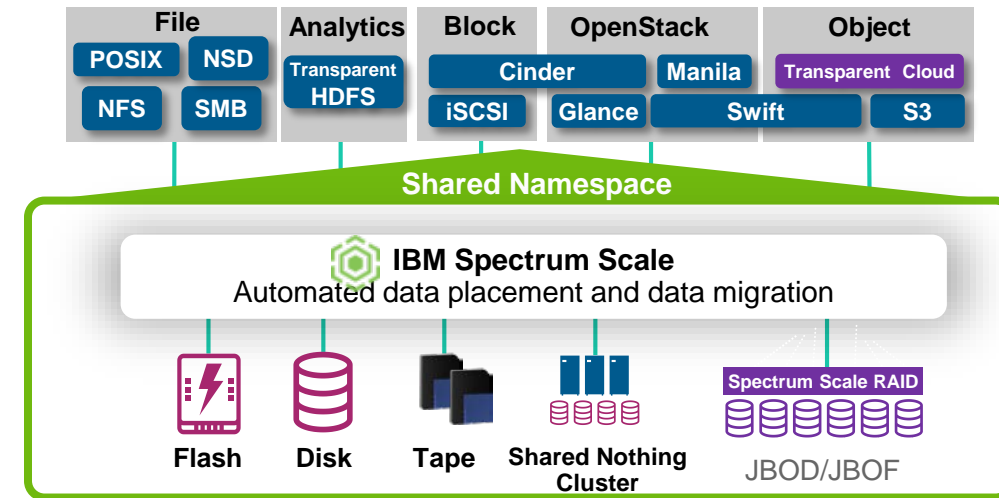 File
Analytics
Block
OpenStack
Object
POSIX
NSD
NFS
SMB
Transparent
HDFS
Cinder
Manila
Transparent Cloud
iSCSI
Glance
Swift
S3
Shared Namespace
IBM Spectrum Scale
Automated data placement and data migration
Spectrum Scale RAID
Flash
Disk
Tape
Shared Nothing
Cluster
JBOD/JBOF